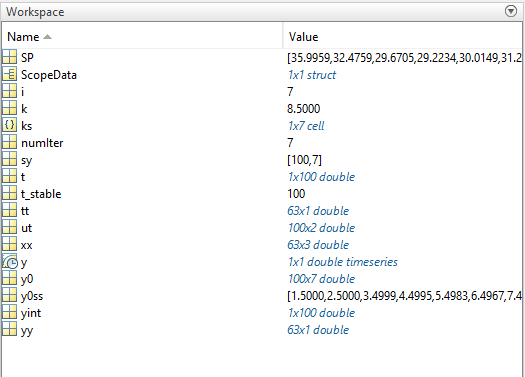 Workspace
Name Value
SP [35.9959,32.4759,29.6705,29.2234,30.0149,31.2
ScopeData 1x1 struct
i 7
k 8.5000
ks 1x7 cell
numIter 7
sy [100,7]
t 1x100 double
t_stable 100
tt 63x1 double
ut 100x2 double
xx 63x3 double
y 1x1 double timeseries
y0 100x7 double
y0ss [1.5000,2.5000,3.4999,4.4995,5.4983,6.4967,7.4
yint 1x100 double
yy 63x1 double